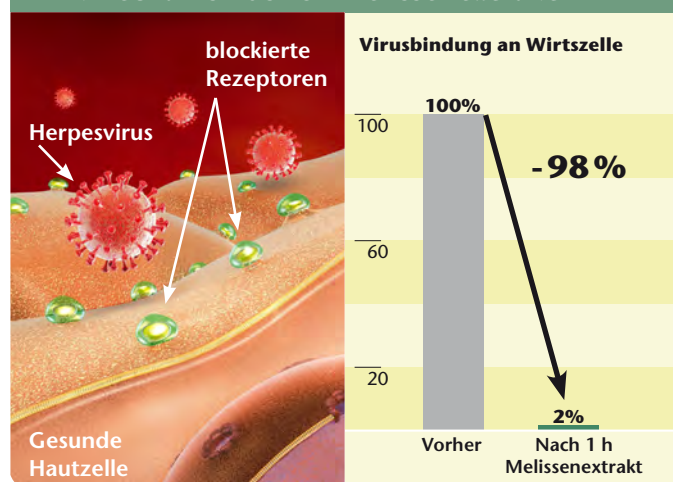 blockierte
Rezeptoren
Herpesvirus
Gesunde
Hautzelle
Virusbindung an Wirtszelle
100%
100
-98%
60
20
2%
Vorher
Nach 1 h
Melissenextrakt